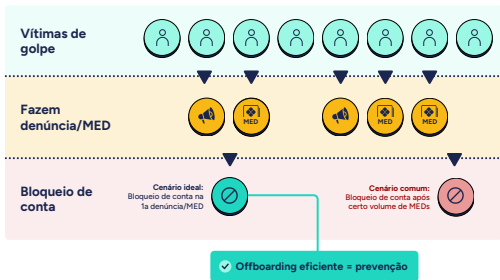 Vítimas de
golpe
Fazem
denúncia/MED
MED
MED
MED
Bloqueio de
conta
Cenário ideal:
Bloqueio de conta na
1a denúncia/MED
Cenário comum:
Bloqueio de conta após
certo volume de MEDs
Offboarding eficiente = prevenção